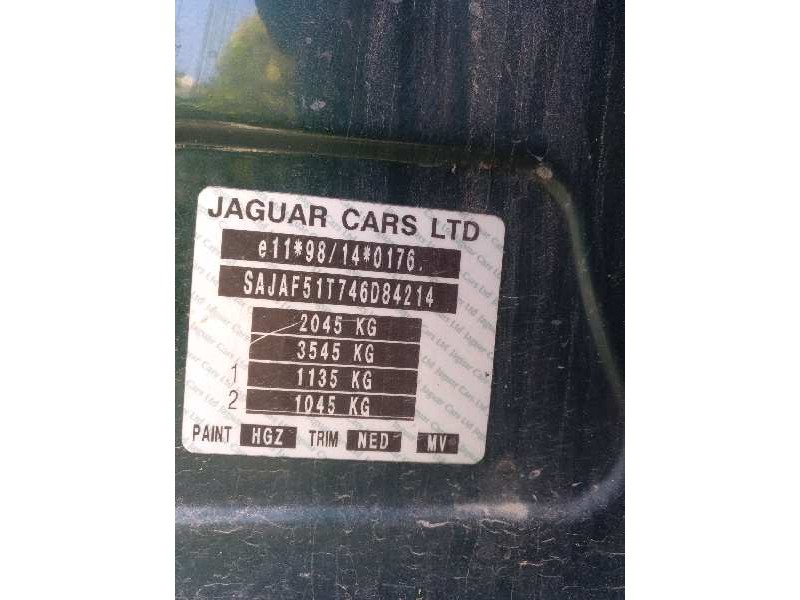 JAGUAR CARS LTD
e11*98/14*0176.
SAJAF51T746D84214
2045 KG
3545 KG
1 1135 KG
2 1045 KG
PAINT HGZ TRIM NED MV